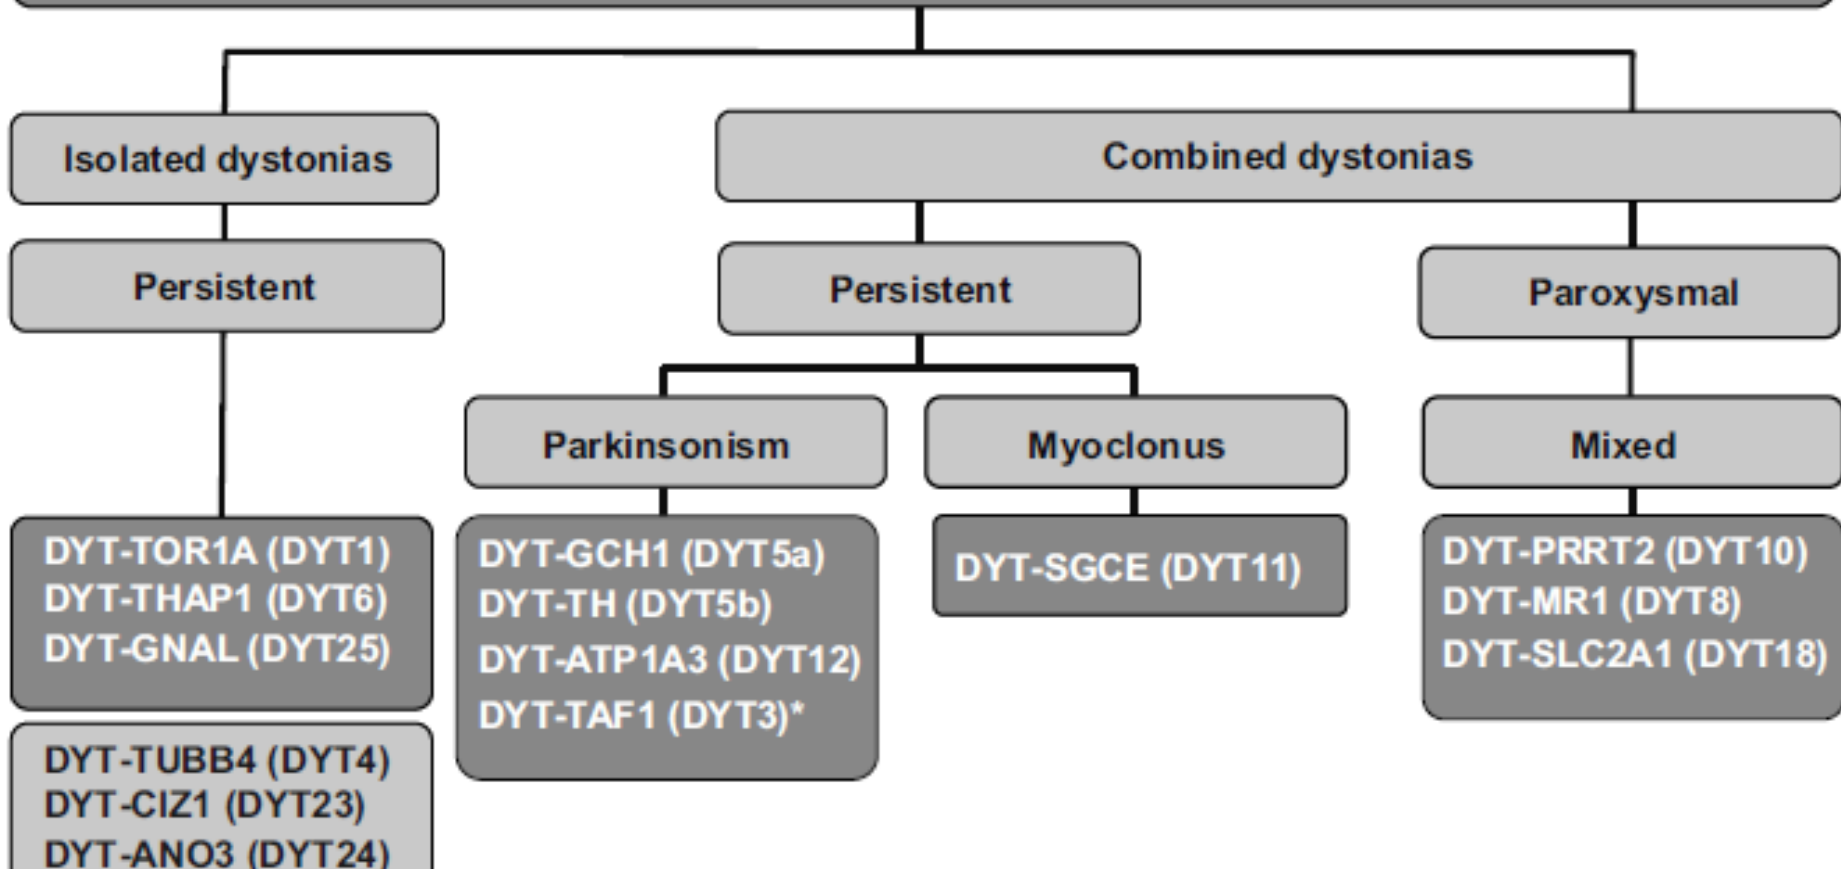 Isolated dystonias
Combined dystonias
Persistent
Persistent
Paroxysmal
Parkinsonism
Myoclonus
Mixed
DYT-TOR1A (DYT1)
DYT-THAP1 (DYT6)
DYT-GNAL (DYT25)
DYT-TUBB4 (DYT4)
DYT-CIZ1 (DYT23)
DYT-ANO3 (DYT24)
DYT-GCH1 (DYT5a)
DYT-TH (DYT5b)
DYT-ATP1A3 (DYT12)
DYT-TAF1 (DYT3)*
DYT-SGCE (DYT11)
DYT-PRRT2 (DYT10)
DYT-MR1 (DYT8)
DYT-SLC2A1 (DYT18)